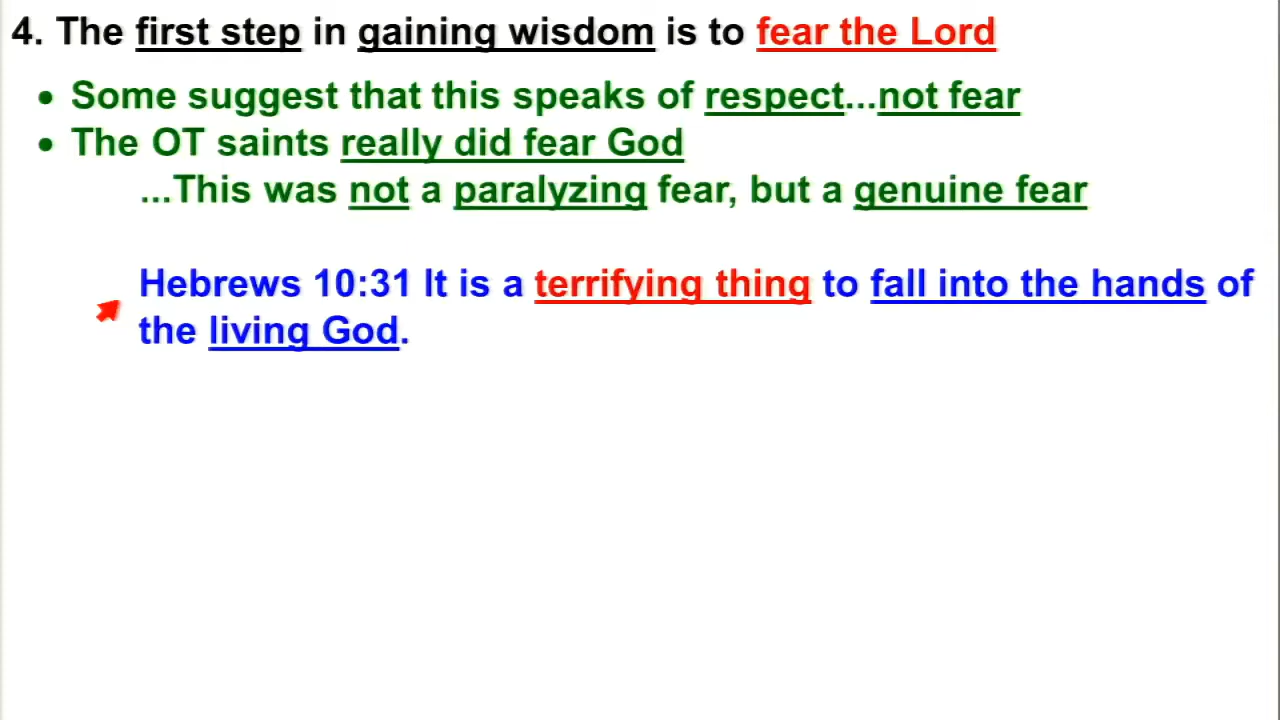 4. The first step in gaining wisdom is to fear the Lord
• Some suggest that this speaks of respect...not fear
• The OT saints really did fear God
...This was not a paralyzing fear, but a genuine fear
Hebrews 10:31 It is a terrifying thing to fall into the hands of
the living God.